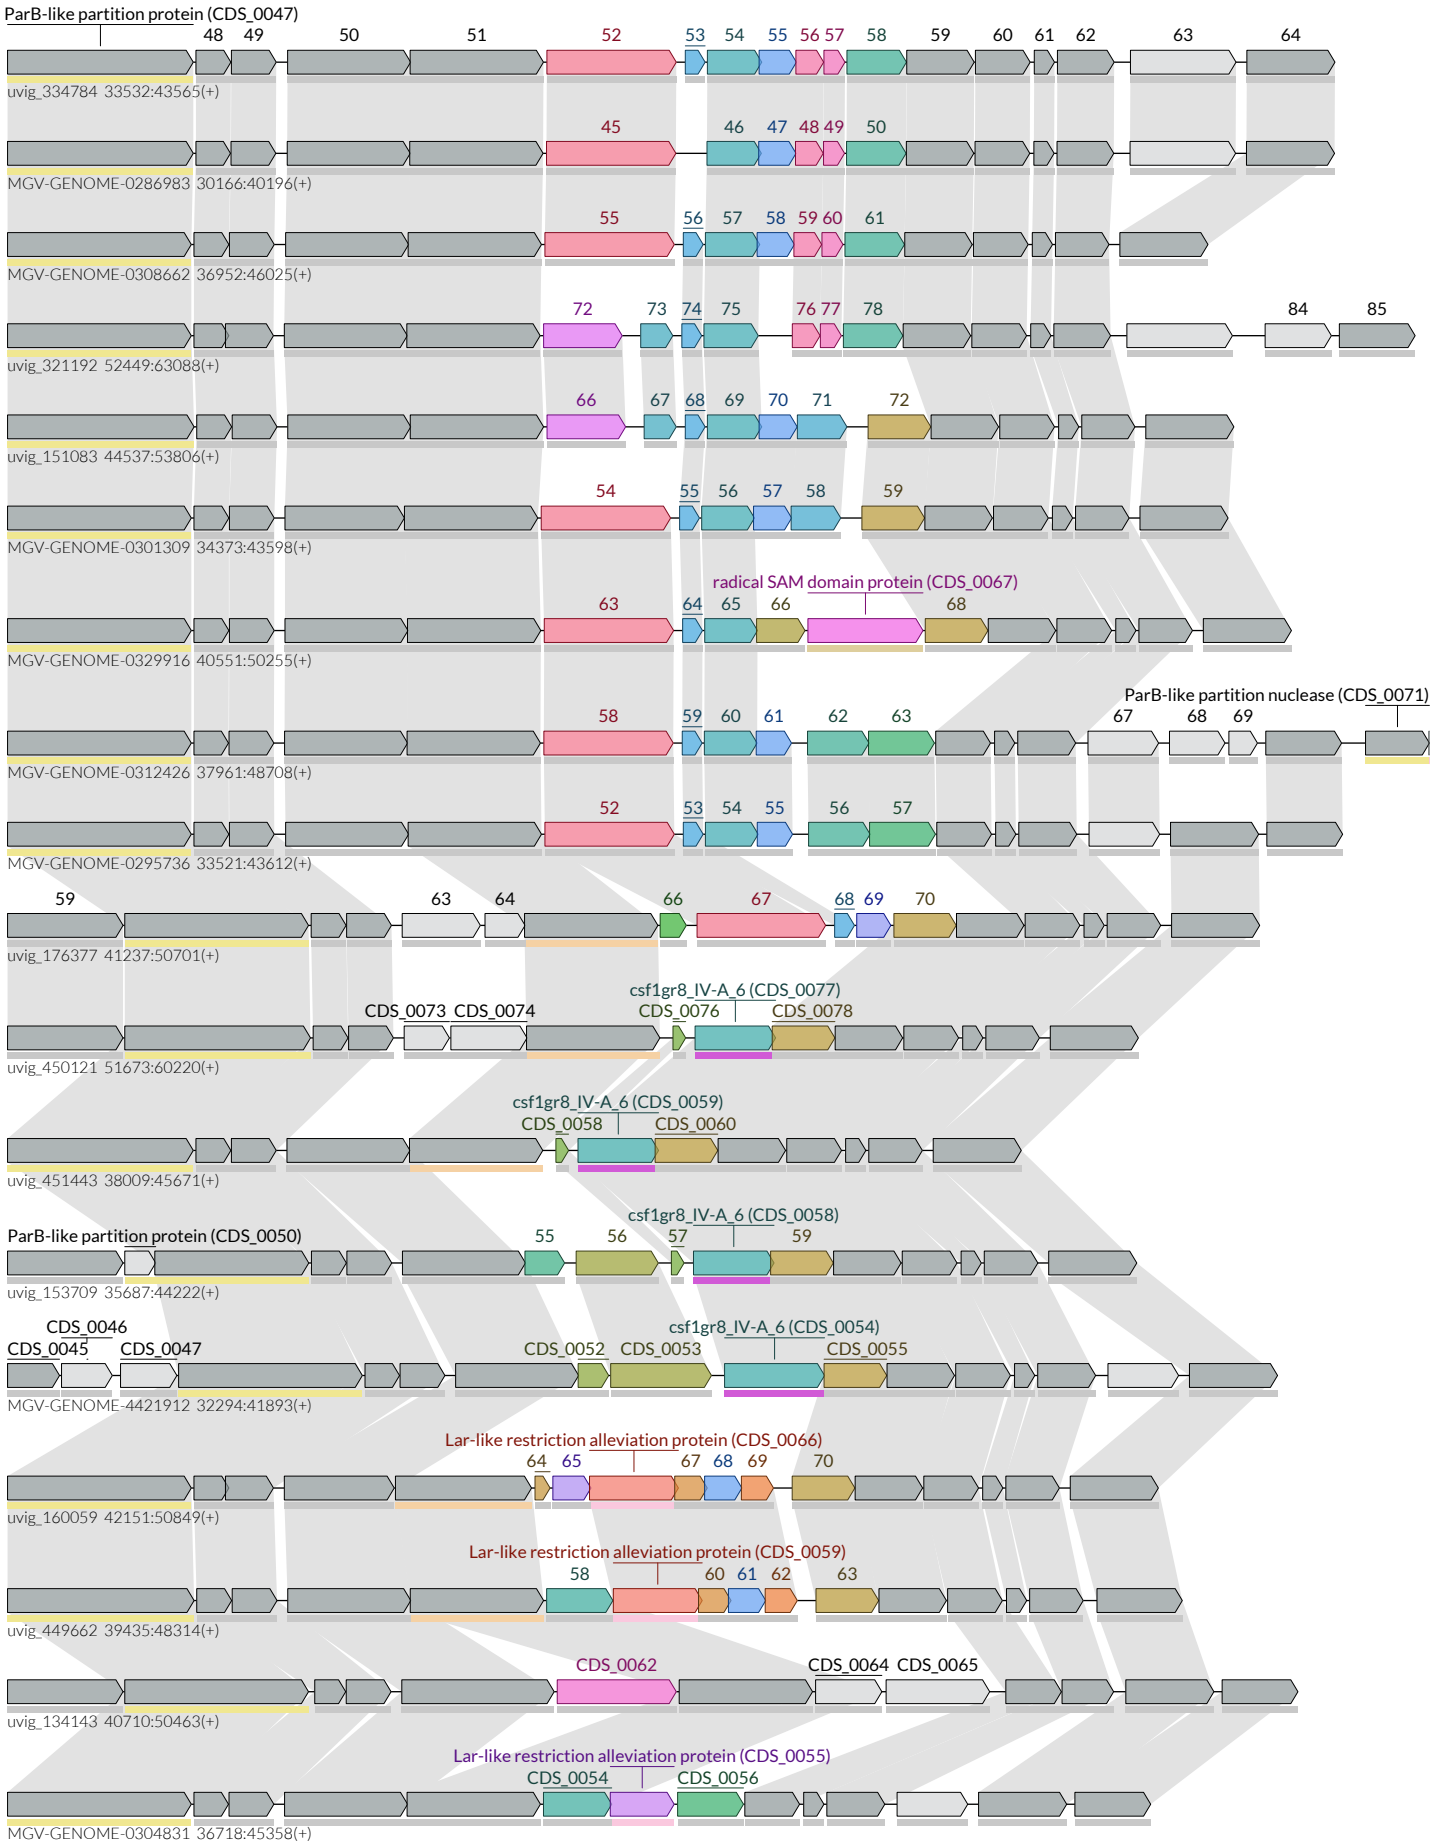 ParB-like partition protein (CDS_0047)
48 49 50 51 52 53 54 55 56 57 58 59 60 61 62 63 64
uvig_334784 33532:43565(+)
45 46 47 48 49 50
MGV-GENOME-0286983 30166:40196(+)
55 56 57 58 59 60 61
MGV-GENOME-0308662 36952:46025(+)
72 73 74 75 76 77 78 84 85
uvig_321192 52449:63088(+)
66 67 68 69 70 71 72
uvig_151083 44537:53806(+)
54 55 56 57 58 59
MGV-GENOME-0301309 34373:43598(+)
radical SAM domain protein (CDS_0067)
63 64 65 66 68
MGV-GENOME-0329916 40551:50255(+)
ParB-like partition nuclease (CDS_0071)
58 59 60 61 62 63 67 68 69
MGV-GENOME-0312426 37961:48708(+)
52 53 54 55 56 57
MGV-GENOME-0295736 33521:43612(+)
59 63 64 66 67 68 69 70
uvig_176377 41237:50701(+)
csf1gr8_IV-A_6 (CDS_0077)
CDS_0073 CDS_0074 CDS_0076 CDS_0078
uvig_450121 51673:60220(+)
csf1gr8_IV-A_6 (CDS_0059)
CDS_0058 CDS_0060
uvig_451443 38009:45671(+)
csf1gr8_IV-A_6 (CDS_0058)
ParB-like partition protein (CDS_0050) 55 56 57 59
uvig_153709 35687:44222(+)
CDS_0046 csf1gr8_IV-A_6 (CDS_0054)
CDS_0045 CDS_0047 CDS_0052 CDS_0053 CDS_0055
MGV-GENOME-4421912 32294:41893(+)
Lar-like restriction alleviation protein (CDS_0066)
64 65 67 68 69 70
uvig_160059 42151:50849(+)
Lar-like restriction alleviation protein (CDS_0059)
58 60 61 62 63
uvig_449662 39435:48314(+)
CDS_0062 CDS_0064 CDS_0065
uvig_134143 40710:50463(+)
Lar-like restriction alleviation protein (CDS_0055)
CDS_0054 CDS_0056
MGV-GENOME-0304831 36718:45358(+)